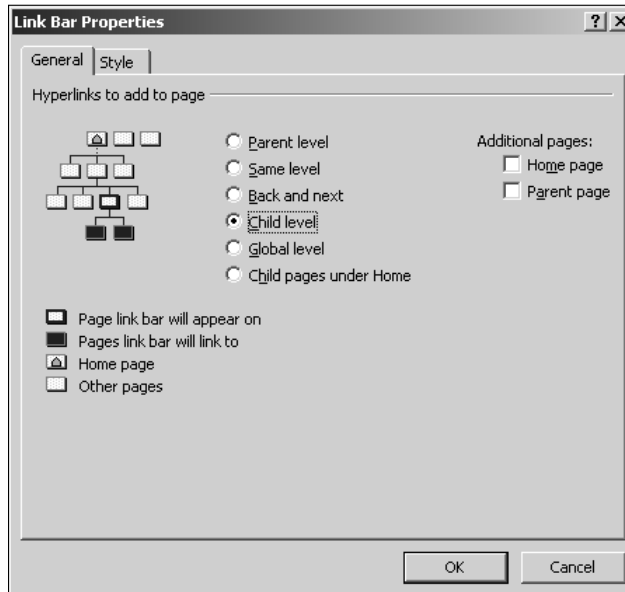 Link Bar Properties
General Style
Hyperlinks to add to page
Parent level
Same level
Back and next
Child level
Global level
Child pages under Home
Additional pages:
Home page
Parent page
Page link bar will appear on
Pages link bar will link to
Home page
Other pages
OK Cancel